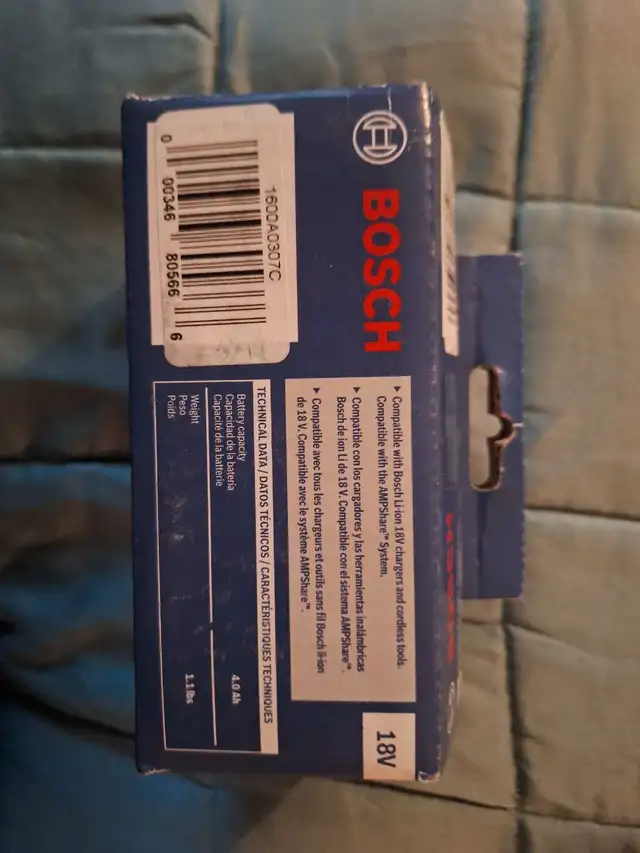 BOSCH
1600A0307C
0 00346 80566 6
▸ Compatible with Bosch Li-ion 18V chargers and cordless tools.
Compatible with the AMPShare™ System.
▸ Compatible con los cargadores y las herramientas inalámbricas
Bosch de ion Li de 18 V. Compatible con el sistema AMPShare™.
▸ Compatible avec tous les chargeurs et outils sans fil Bosch li-ion
de 18 V. Compatible avec le système AMPShare™.
18V
TECHNICAL DATA / DATOS TÉCNICOS / CARACTÉRISTIQUES TECHNIQUES
Battery capacity 4.0 Ah
Capacidad de la batería
Capacité de la batterie
Weight 1.1 lbs
Peso
Poids